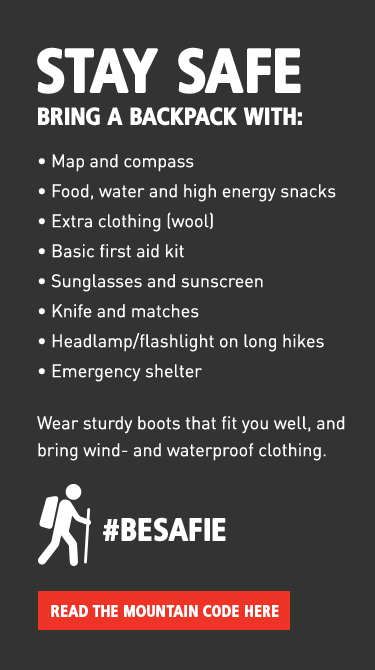 STAY SAFE
BRING A BACKPACK WITH:
• Map and compass
• Food, water and high energy snacks
• Extra clothing (wool)
• Basic first aid kit
• Sunglasses and sunscreen
• Knife and matches
• Headlamp/flashlight on long hikes
• Emergency shelter
Wear sturdy boots that fit you well, and
bring wind- and waterproof clothing.
#BESAFIE
READ THE MOUNTAIN CODE HERE